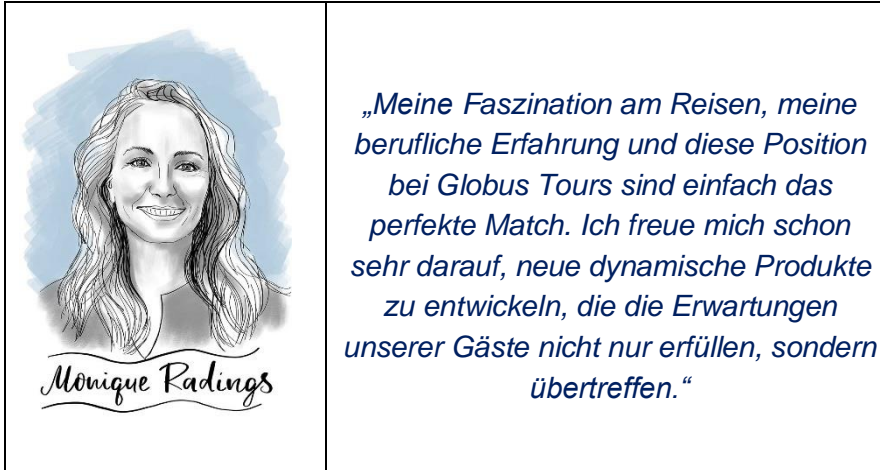 Monique Radings
„Meine Faszination am Reisen, meine
berufliche Erfahrung und diese Position
bei Globus Tours sind einfach das
perfekte Match. Ich freue mich schon
sehr darauf, neue dynamische Produkte
zu entwickeln, die die Erwartungen
unserer Gäste nicht nur erfüllen, sondern
übertreffen.“